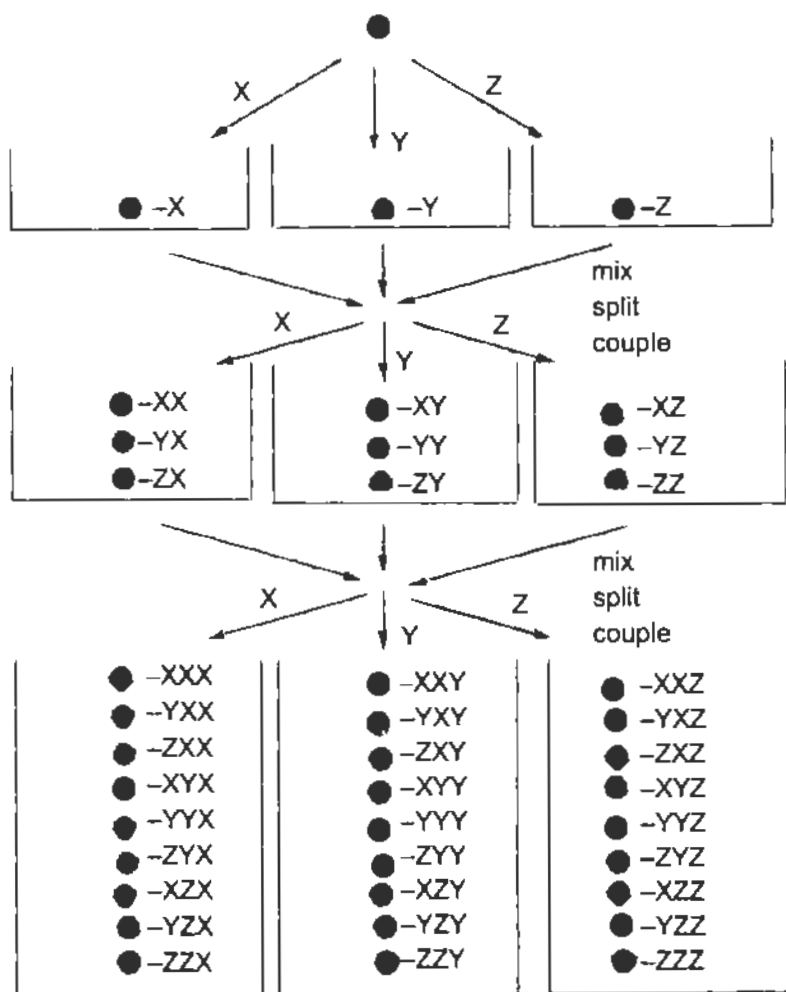 X
Z
Y
–X
–Y
–Z
mix
split
couple
X
Z
Y
–XX
–YX
–ZX
–XY
–YY
–ZY
–XZ
–YZ
–ZZ
mix
split
couple
X
Z
Y
–XXX
–YXX
–ZXX
–XYX
–YYX
–ZYX
–XZX
–YZX
–ZZX
–XXY
–YXY
–ZXY
–XYY
–YYY
–ZYY
–XZY
–YZY
–ZZY
–XXZ
–YXZ
–ZXZ
–XYZ
–YYZ
–ZYZ
–XZZ
–YZZ
–ZZZ